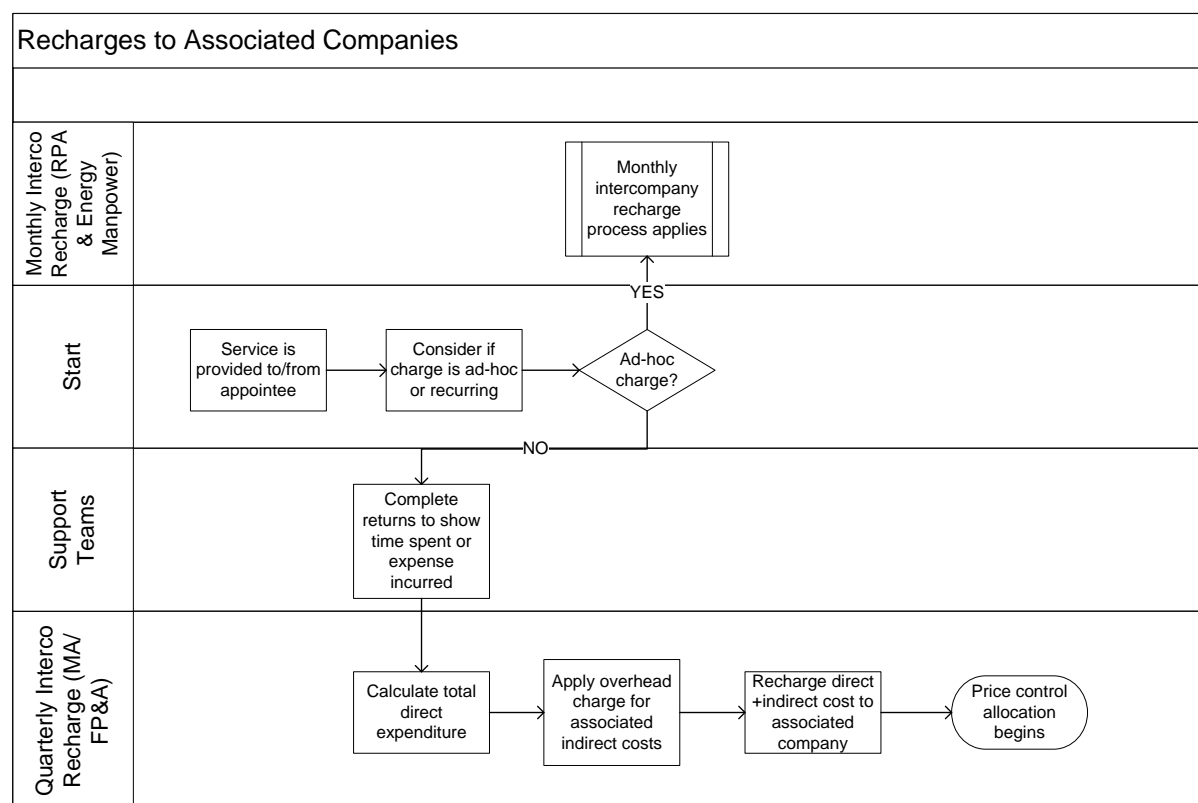 Recharges to Associated Companies
Monthly Interco
Recharge (RPA
& Energy
Manpower)
Monthly
intercompany
recharge
process applies
YES
Start
Service is
provided to/from
appointee
Consider if
charge is ad-hoc
or recurring
Ad-hoc
charge?
NO
Support
Teams
Complete
returns to show
time spent or
expense
incurred
Quarterly Interco
Recharge (MA/
FP&A)
Calculate total
direct
expenditure
Apply overhead
charge for
associated
indirect costs
Recharge direct
+indirect cost to
associated
company
Price control
allocation
begins